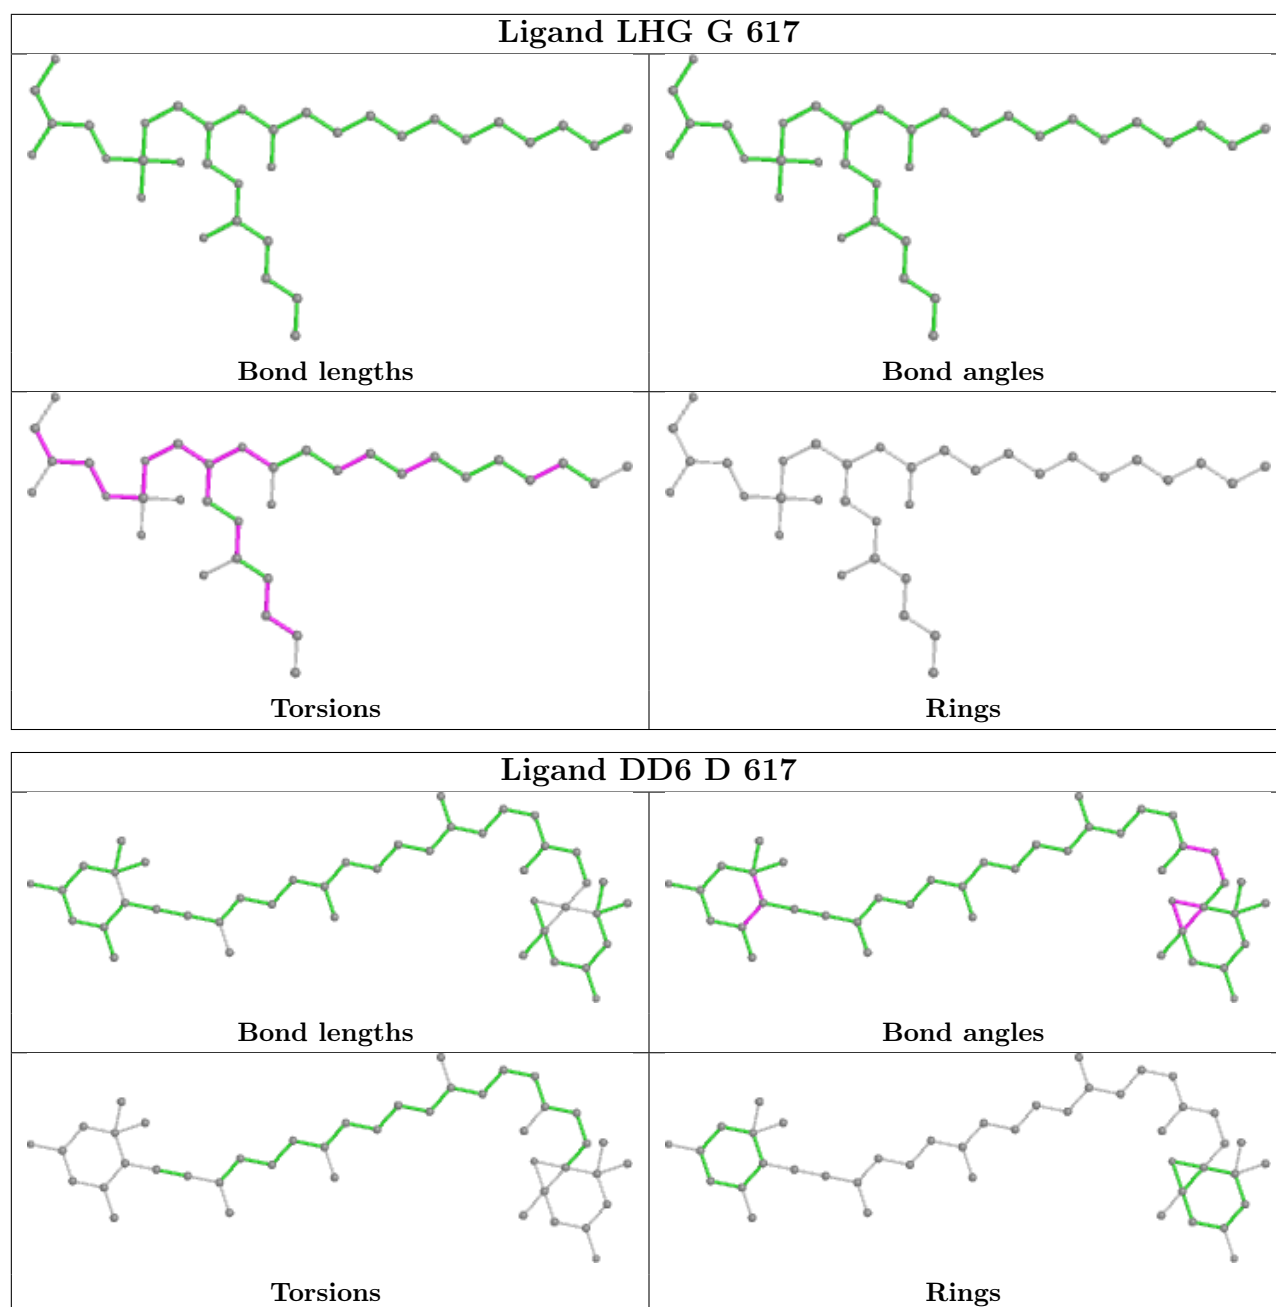 Ligand LHG G 617
Bond lengths
Bond angles
Torsions
Rings
Ligand DD6 D 617
Bond lengths
Bond angles
Torsions
Rings